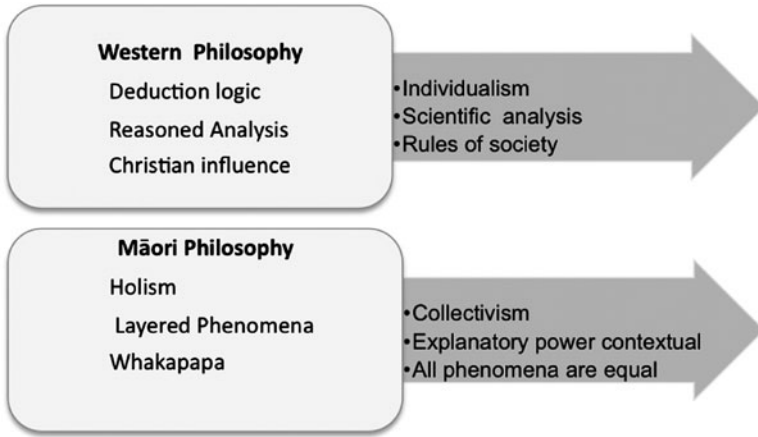 Western Philosophy
Deduction logic
Reasoned Analysis
Christian influence
•Individualism
•Scientific analysis
•Rules of society
Māori Philosophy
Holism
Layered Phenomena
Whakapapa
•Collectivism
•Explanatory power contextual
•All phenomena are equal